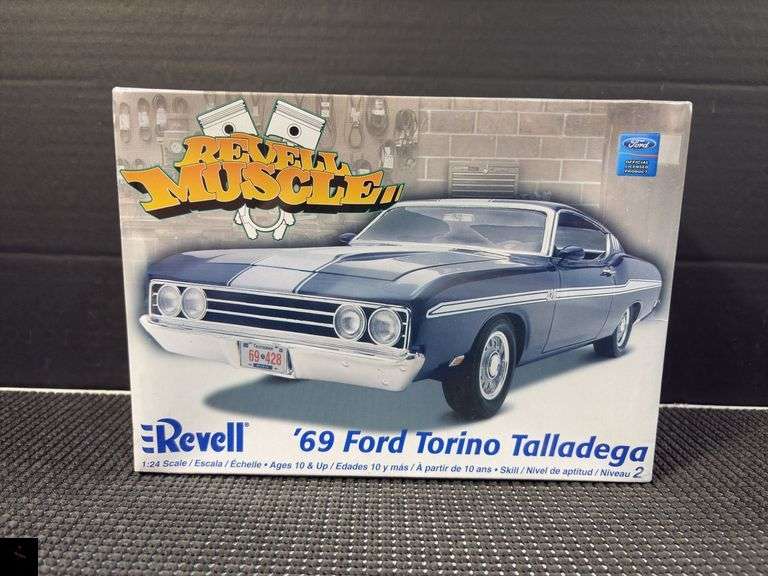 REVELL
MUSCLE
Ford
OFFICIAL
LICENSED
PRODUCT
69 428
Revell
'69 Ford Torino Talladega
1:24 Scale / Escala / Échelle • Ages 10 & Up / Edades 10 y más / À partir de 10 ans • Skill / Nivel de aptitud / Niveau 2